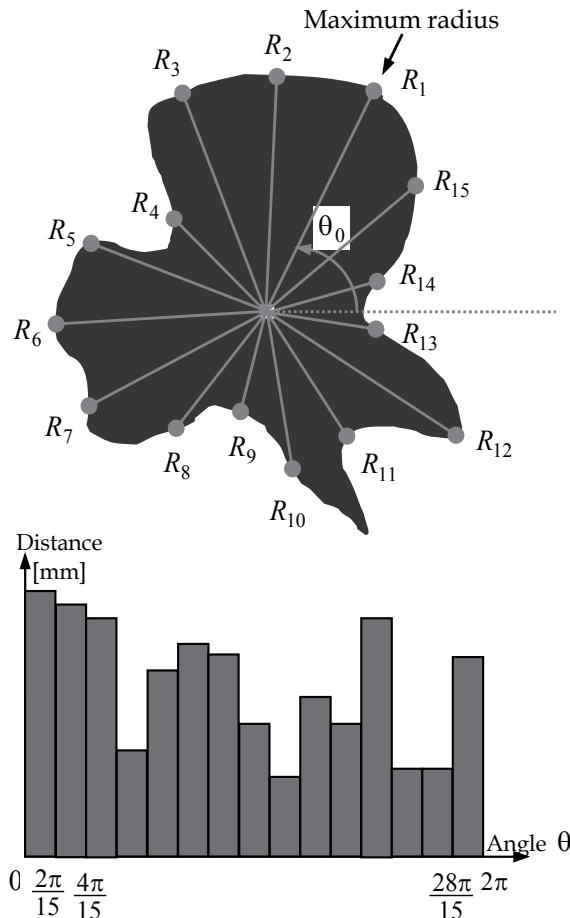 Maximum radius
R2
R3
R1
R15
R4
θ0
R5
R14
R6
R13
R7
R9
R12
R8
R11
R10
Distance
[mm]
Angle θ
0 2π/15 4π/15 28π/15 2π